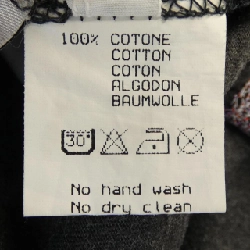 100% COTONE
COTTON
COTON
ALGODON
BAUMWOLLE
30
No hand wash
No dry clean